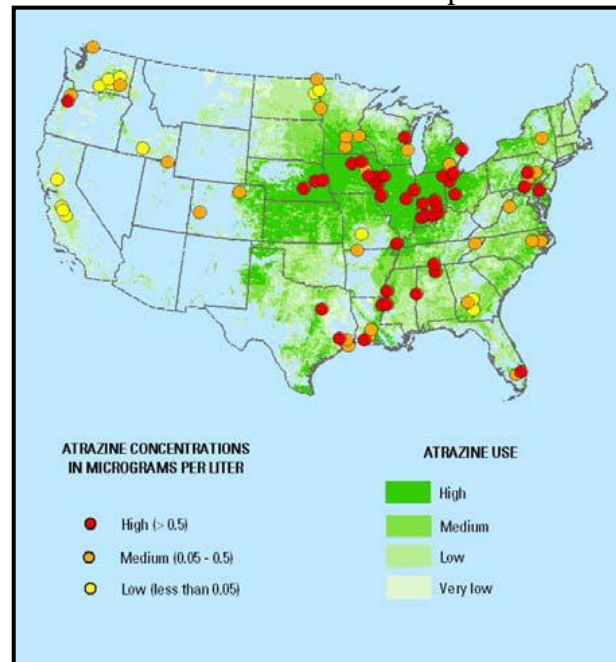 ATRAZINE CONCENTRATIONS
IN MICROGRAMS PER LITER
High (> 0.5)
Medium (0.05 - 0.5)
Low (less than 0.05)
ATRAZINE USE
High
Medium
Low
Very low